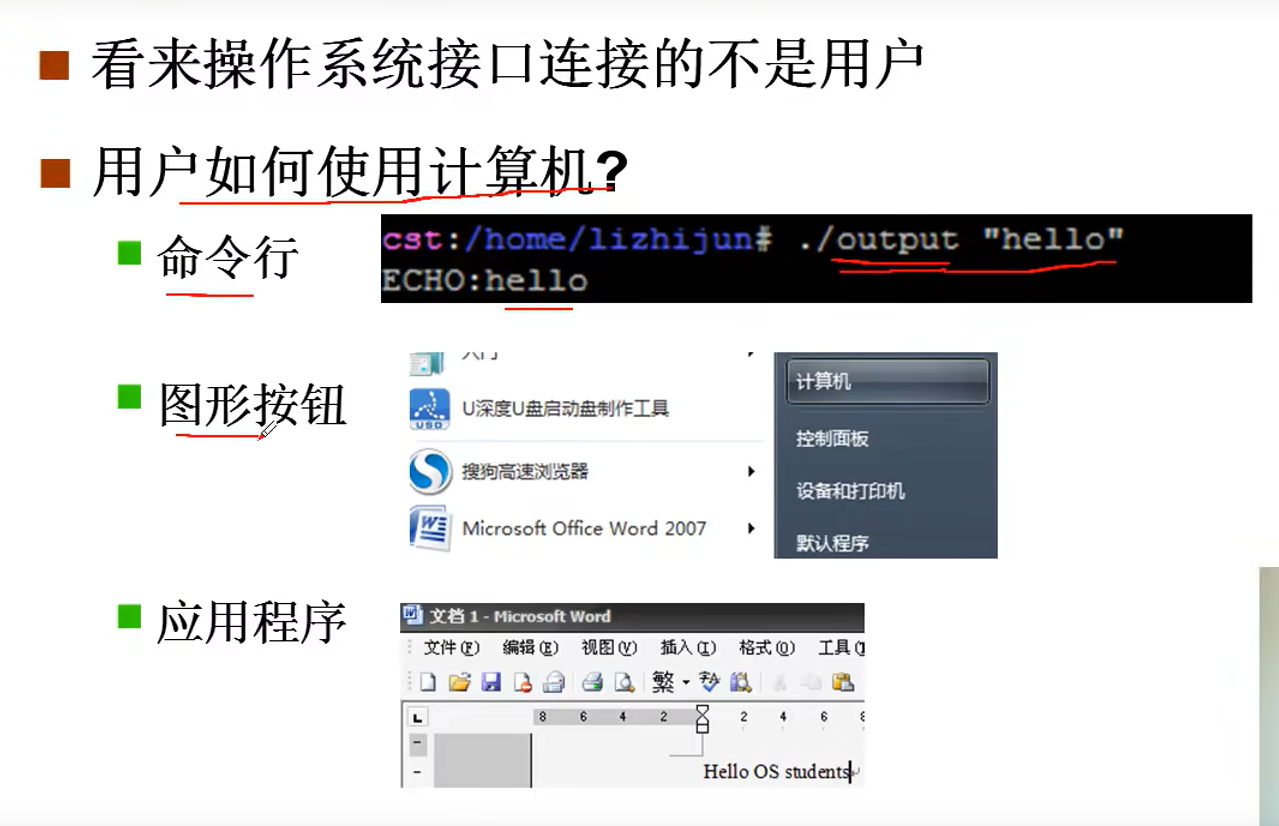 看来操作系统接口连接的不是用户
用户如何使用计算机?
命令行
cst:/home/lizhijun# ./output "hello"
ECHO:hello
图形按钮
入门
U深度U盘启动盘制作工具
USD
搜狗高速浏览器
Microsoft Office Word 2007
计算机
控制面板
设备和打印机
默认程序
应用程序
文档 1 - Microsoft Word
文件(F) 编辑(E) 视图(V) 插入(I) 格式(O) 工具(T
繁
8 6 4 2 2 4 6 8
Hello OS students